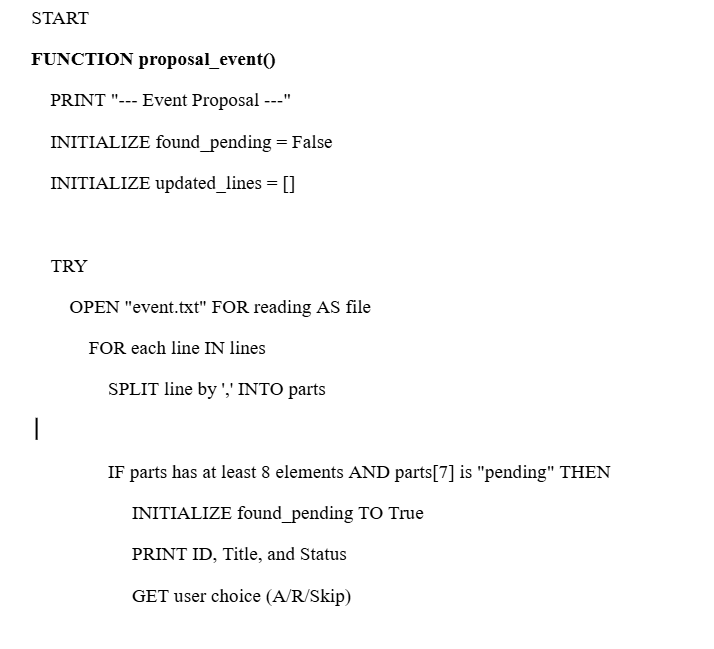 START
FUNCTION proposal_event()
PRINT "--- Event Proposal ---"
INITIALIZE found_pending = False
INITIALIZE updated_lines = []
TRY
OPEN "event.txt" FOR reading AS file
FOR each line IN lines
SPLIT line by ',' INTO parts
IF parts has at least 8 elements AND parts[7] is "pending" THEN
INITIALIZE found_pending TO True
PRINT ID, Title, and Status
GET user choice (A/R/Skip)